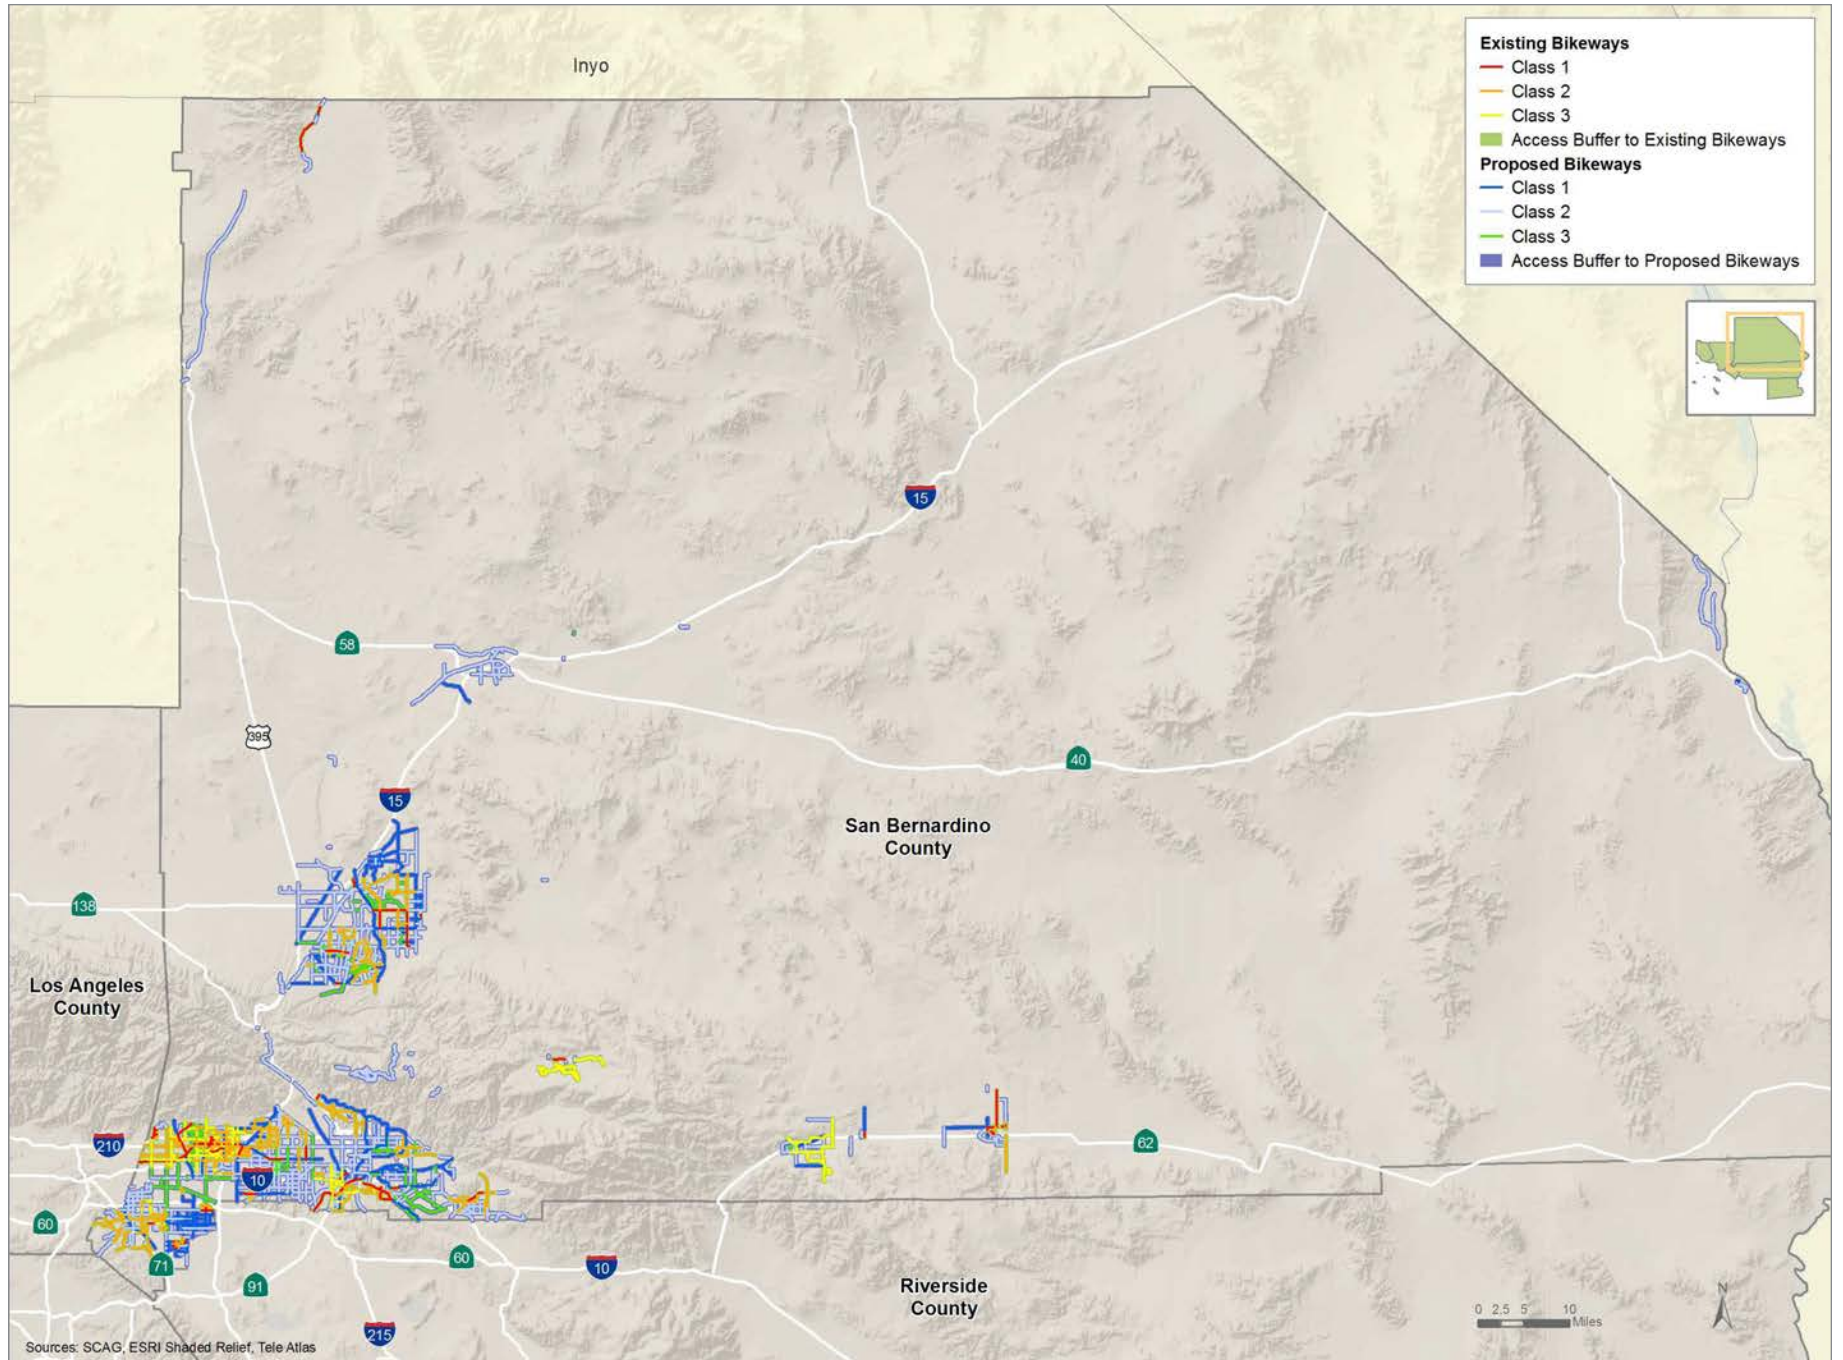 Inyo
Existing Bikeways
Class 1
Class 2
Class 3
Access Buffer to Existing Bikeways
Proposed Bikeways
Class 1
Class 2
Class 3
Access Buffer to Proposed Bikeways
15
58
395
40
15
San Bernardino
County
138
Los Angeles
County
210
62
10
60
71
60
10
91
Riverside
County
215
N
0 2.5 5 10
Miles
Sources: SCAG, ESRI Shaded Relief, Tele Atlas